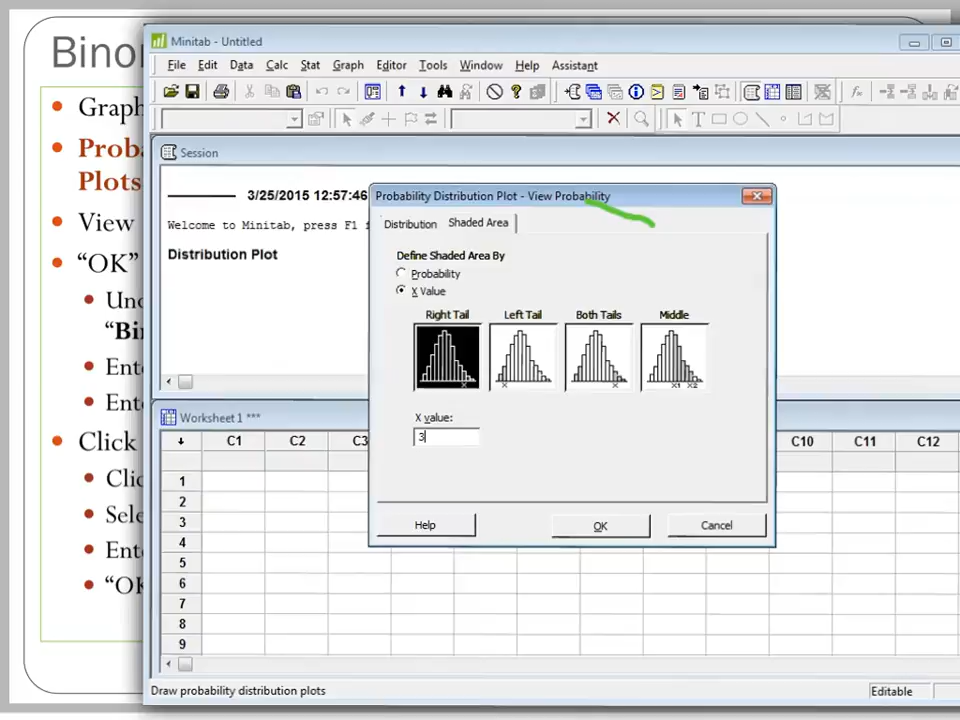 Bino
Graph
Prob
Plots
View
“OK”
Und
“Bi
Ente
Ente
Click
Clic
Sele
Ente
“OK
Minitab - Untitled
File Edit Data Calc Stat Graph Editor Tools Window Help Assistant
Session
3/25/2015 12:57:46
Welcome to Minitab, press F1 f
Distribution Plot
Probability Distribution Plot - View Probability
Distribution Shaded Area
Define Shaded Area By
Probability
X Value
Right Tail Left Tail Both Tails Middle
X X X X1 X2
X value:
3
Help OK Cancel
Worksheet 1 ***
C1 C2 C3 C10 C11 C12
1
2
3
4
5
6
7
8
9
Draw probability distribution plots
Editable